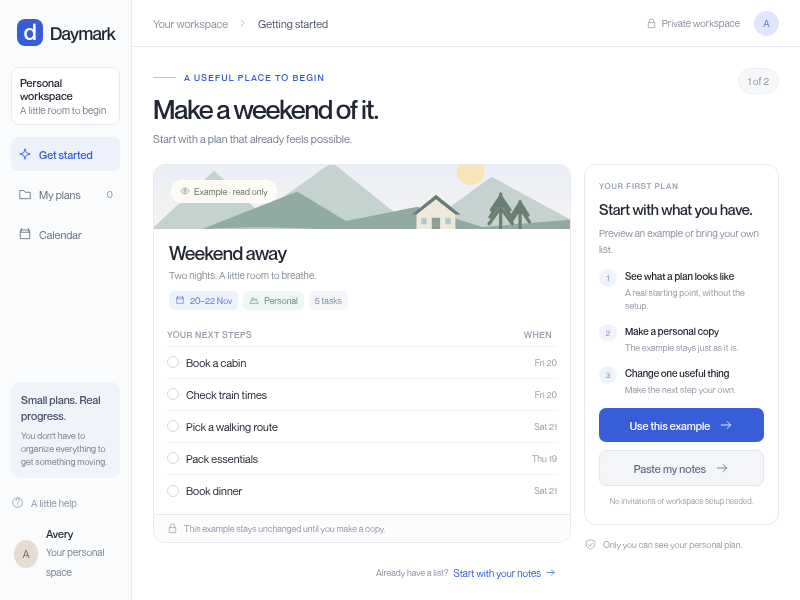 d Daymark
Personal
workspace
A little room to begin
Get started
My plans 0
Calendar
Small plans. Real
progress.
You don't have to
organize everything to
get something moving.
A little help
A
Avery
Your personal
space
Your workspace
Getting started
Private workspace
A
A USEFUL PLACE TO BEGIN
1 of 2
Make a weekend of it.
Start with a plan that already feels possible.
Example · read only
Weekend away
Two nights. A little room to breathe.
20–22 Nov
Personal
5 tasks
YOUR NEXT STEPS WHEN
Book a cabin Fri 20
Check train times Fri 20
Pick a walking route Sat 21
Pack essentials Thu 19
Book dinner Sat 21
This example stays unchanged until you make a copy.
Already have a list? Start with your notes
YOUR FIRST PLAN
Start with what you have.
Preview an example or bring your own
list.
1 See what a plan looks like
A real starting point, without the
setup.
2 Make a personal copy
The example stays just as it is.
3 Change one useful thing
Make the next step your own.
Use this example
Paste my notes
No invitations or workspace setup needed.
Only you can see your personal plan.